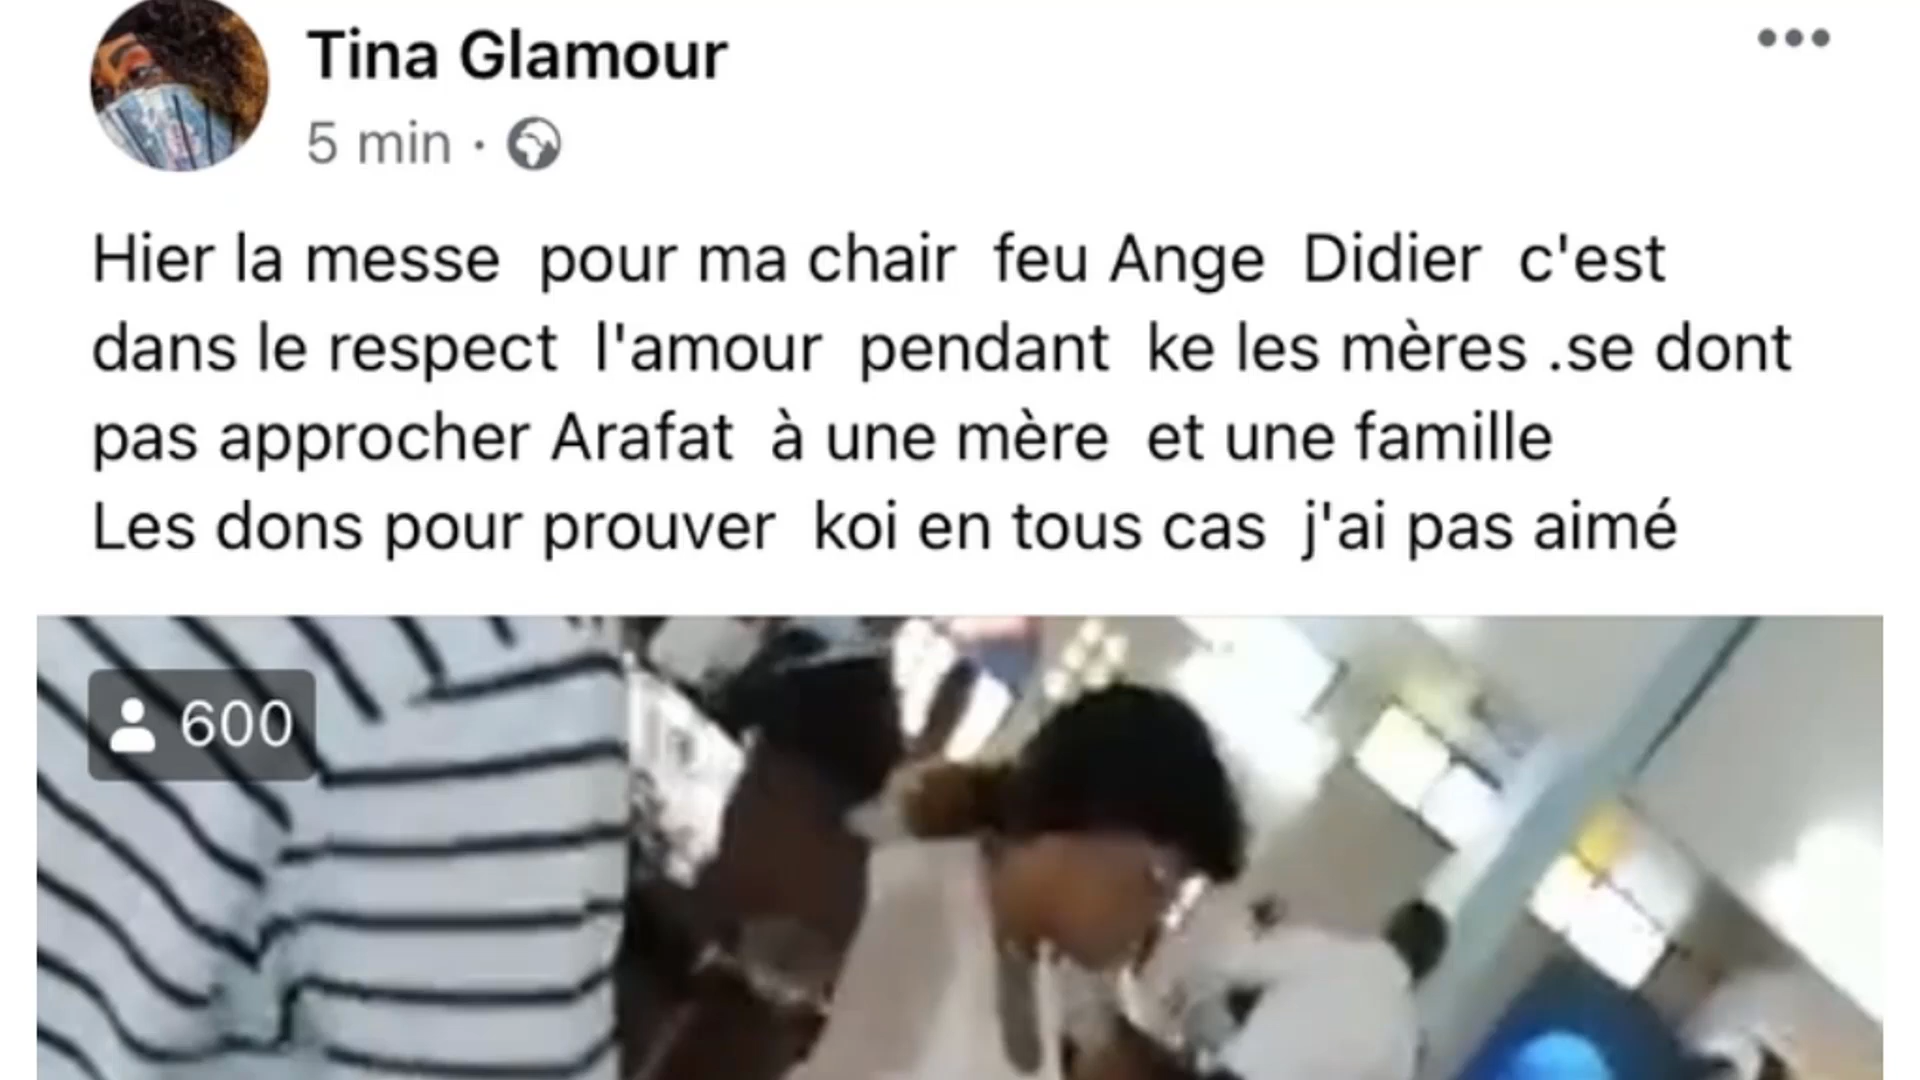 Tina Glamour
5 min ·
Hier la messe pour ma chair feu Ange Didier c'est
dans le respect l'amour pendant ke les mères .se dont
pas approcher Arafat à une mère et une famille
Les dons pour prouver koi en tous cas j'ai pas aimé
600